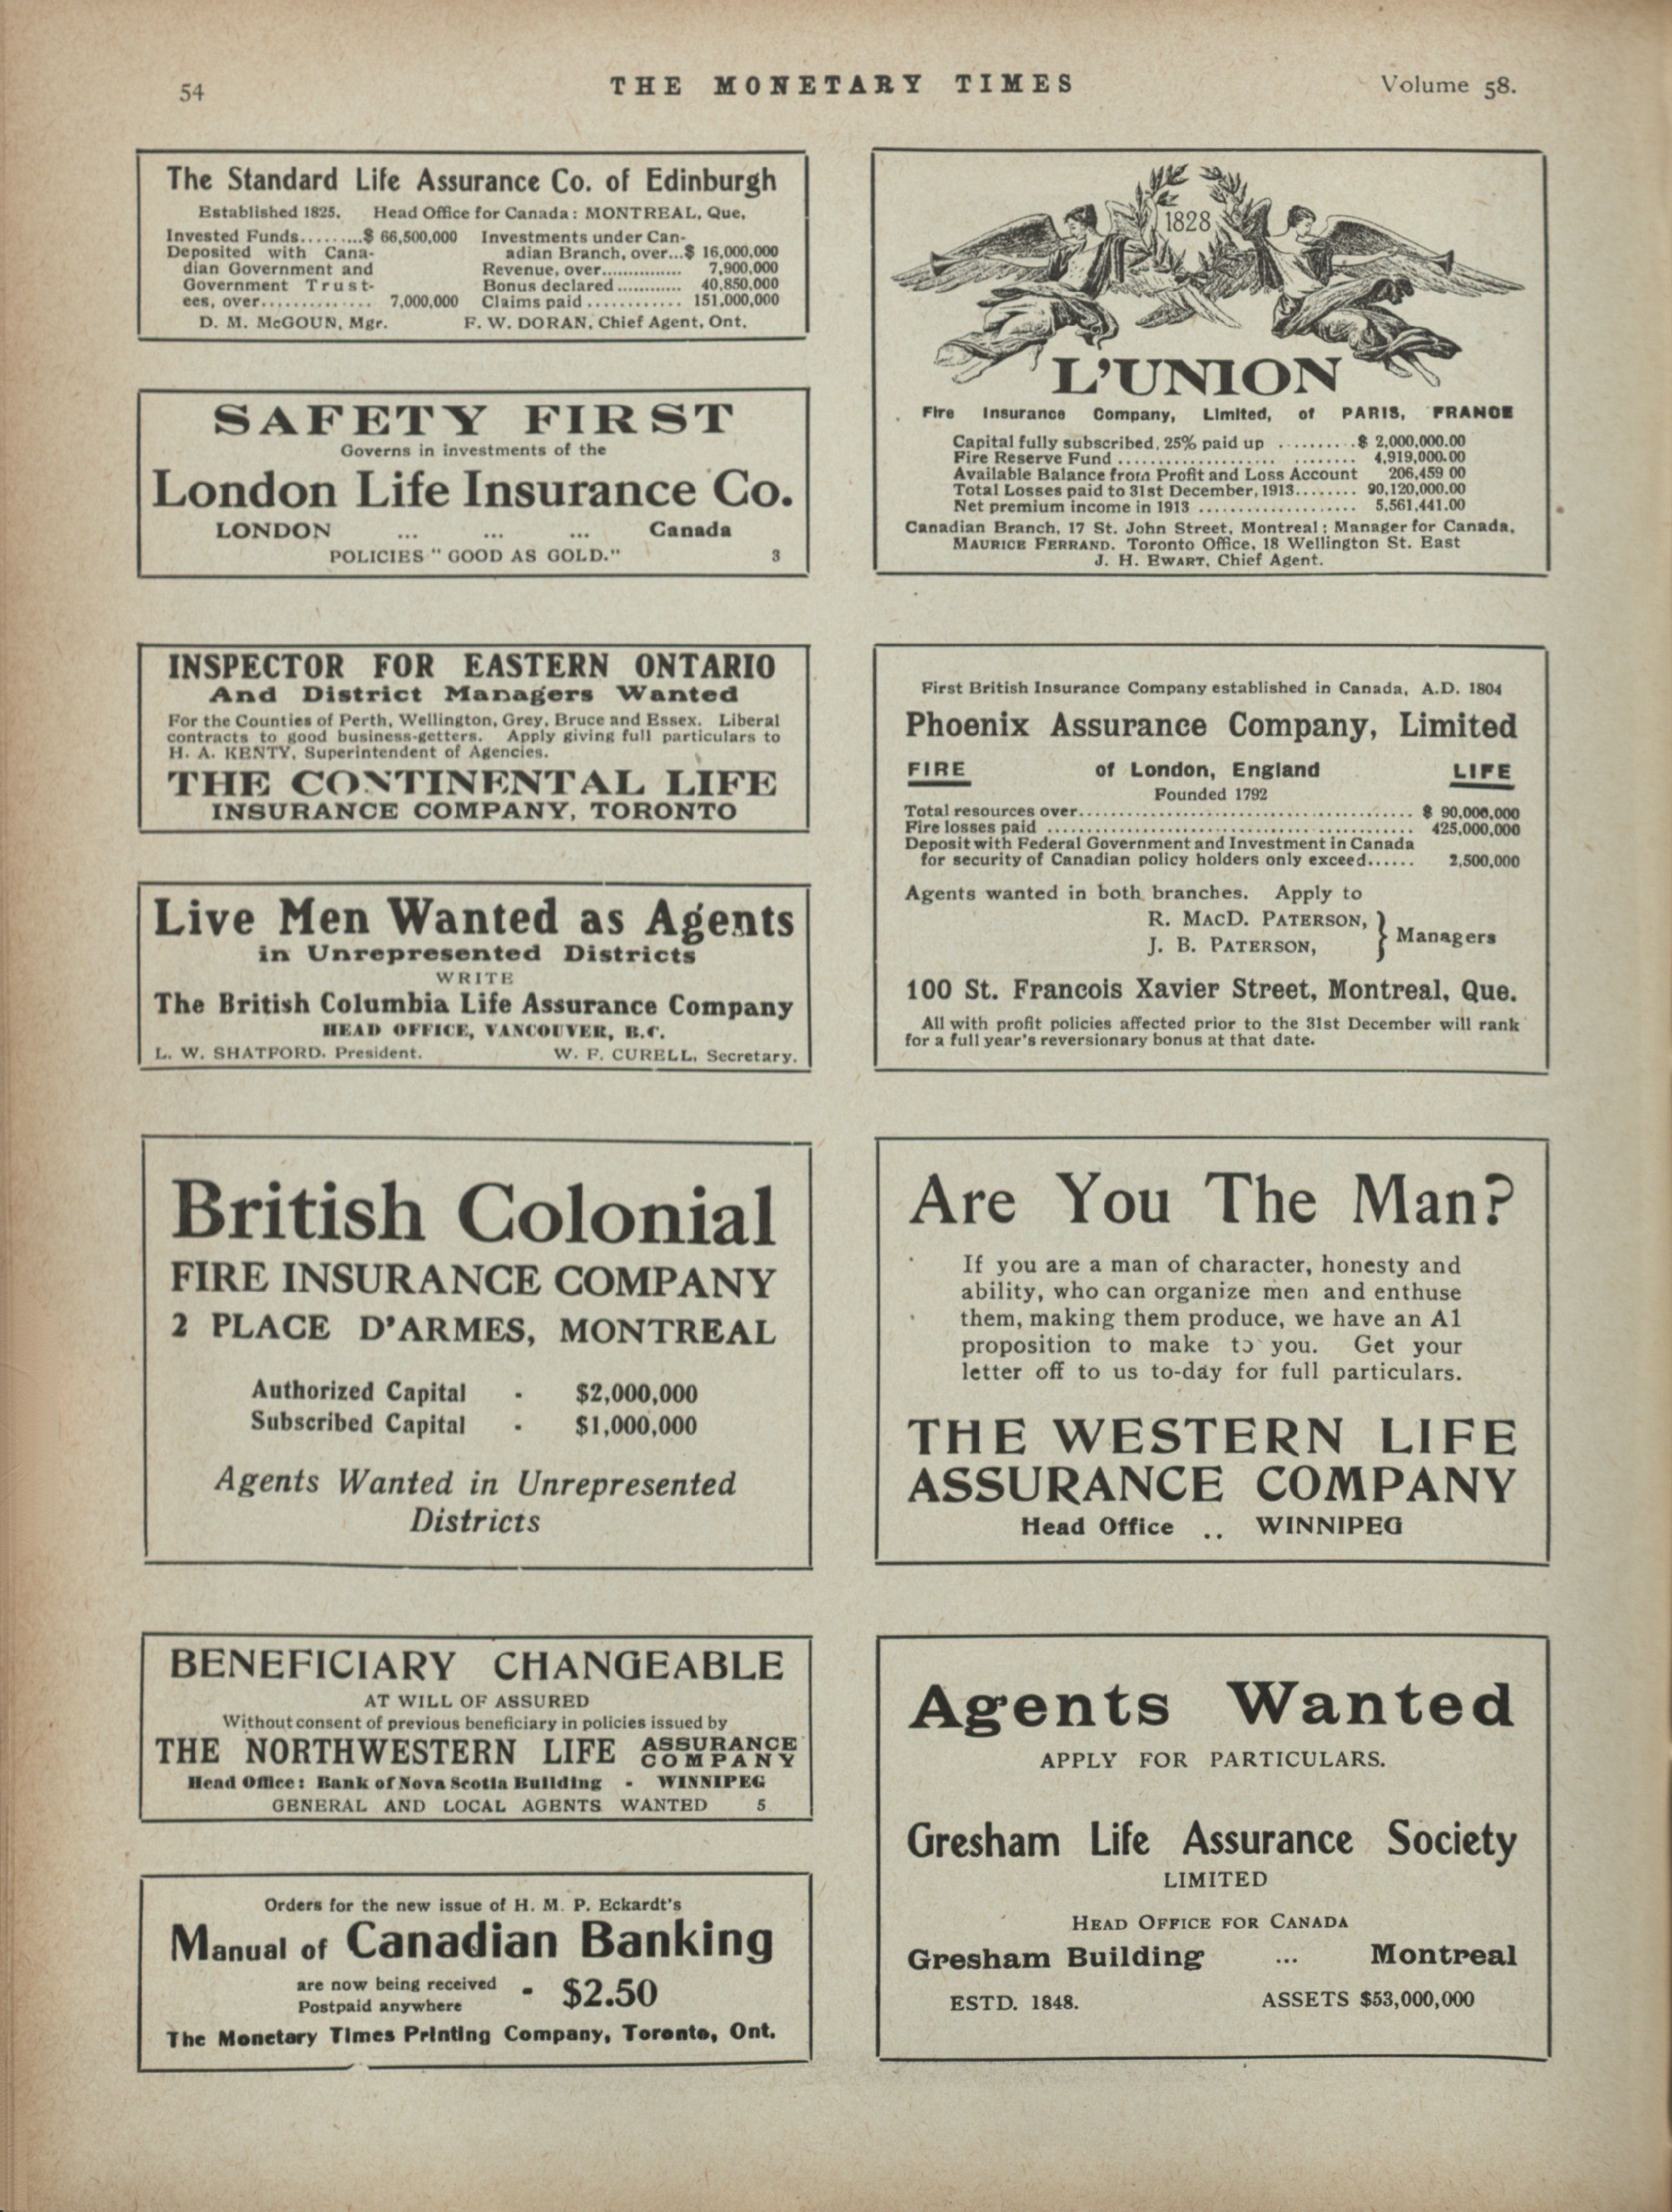 54
THE MONETARY TIMES
Volume 58.
The Standard Life Assurance Co. of Edinburgh
Established 1825. Head Office for Canada: MONTREAL, Que.
Invested Funds.........$ 66,500,000
Deposited with Cana-
dian Government and
Government Trust-
ees, over.............. 7,000,000
Investments under Can-
adian Branch, over...$ 16,000,000
Revenue, over............... 7,900,000
Bonus declared............ 40,850,000
Claims paid............ 151,000,000
D. M. McGOUN, Mgr. F. W. DORAN, Chief Agent, Ont.
SAFETY FIRST
Governs in investments of the
London Life Insurance Co.
LONDON ... ... ... Canada
POLICIES "GOOD AS GOLD." 3
INSPECTOR FOR EASTERN ONTARIO
And District Managers Wanted
For the Counties of Perth, Wellington, Grey, Bruce and Essex. Liberal
contracts to good business-getters. Apply giving full particulars to
H. A. KENTY, Superintendent of Agencies.
THE CONTINENTAL LIFE
INSURANCE COMPANY, TORONTO
Live Men Wanted as Agents
in Unrepresented Districts
WRITE
The British Columbia Life Assurance Company
HEAD OFFICE, VANCOUVER, B.C.
L. W. SHATFORD, President. W. F. CURELL, Secretary.
British Colonial
FIRE INSURANCE COMPANY
2 PLACE D'ARMES, MONTREAL
Authorized Capital - $2,000,000
Subscribed Capital - $1,000,000
Agents Wanted in Unrepresented
Districts
BENEFICIARY CHANGEABLE
AT WILL OF ASSURED
Without consent of previous beneficiary in policies issued by
THE NORTHWESTERN LIFE ASSURANCE COMPANY
Head Office: Bank of Nova Scotia Building - WINNIPEG
GENERAL AND LOCAL AGENTS WANTED 5
Orders for the new issue of H. M. P. Eckardt's
Manual of Canadian Banking
are now being received
Postpaid anywhere - $2.50
The Monetary Times Printing Company, Toronto, Ont.
1828
L'UNION
Fire Insurance Company, Limited, of PARIS, FRANCE
Capital fully subscribed, 25% paid up ..........$ 2,000,000.00
Fire Reserve Fund .................... ........ 4,919,000.00
Available Balance from Profit and Loss Account 206,459 00
Total Losses paid to 31st December, 1913........ 90,120,000.00
Net premium income in 1913 .................... 5,561,441.00
Canadian Branch, 17 St. John Street, Montreal: Manager for Canada,
MAURICE FERRAND. Toronto Office, 18 Wellington St. East
J. H. EWART, Chief Agent.
First British Insurance Company established in Canada, A.D. 1804
Phoenix Assurance Company, Limited
FIRE of London, England LIFE
Founded 1792
Total resources over.......................................... $ 90,000,000
Fire losses paid .............................................. 425,000,000
Deposit with Federal Government and Investment in Canada
for security of Canadian policy holders only exceed...... 2,500,000
Agents wanted in both branches. Apply to
R. MACD. PATERSON,
J. B. PATERSON, } Managers
100 St. Francois Xavier Street, Montreal, Que.
All with profit policies affected prior to the 31st December will rank
for a full year's reversionary bonus at that date.
Are You The Man?
If you are a man of character, honesty and
ability, who can organize men and enthuse
them, making them produce, we have an A1
proposition to make to you. Get your
letter off to us to-day for full particulars.
THE WESTERN LIFE
ASSURANCE COMPANY
Head Office .. WINNIPEG
Agents Wanted
APPLY FOR PARTICULARS.
Gresham Life Assurance Society
LIMITED
HEAD OFFICE FOR CANADA
Gresham Building ... Montreal
ESTD. 1848. ASSETS $53,000,000